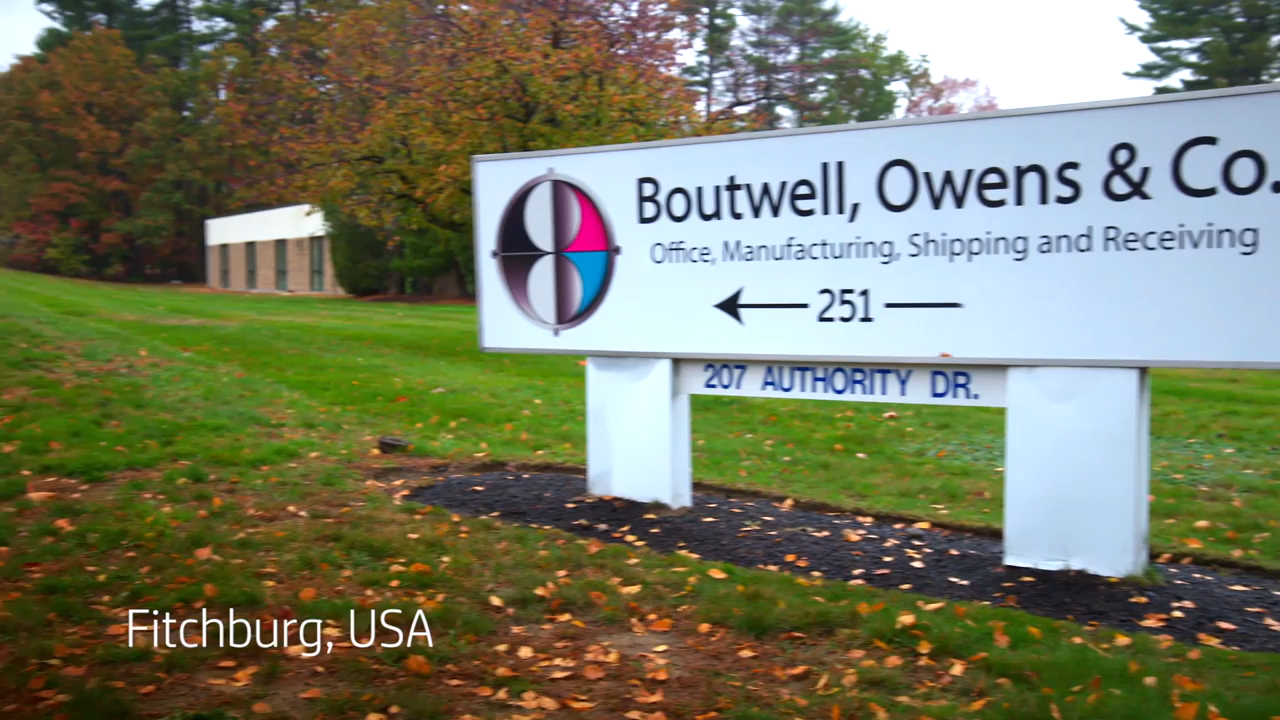 Boutwell, Owens & Co.
Office, Manufacturing, Shipping and Receiving
251
207 AUTHORITY DR.
Fitchburg, USA